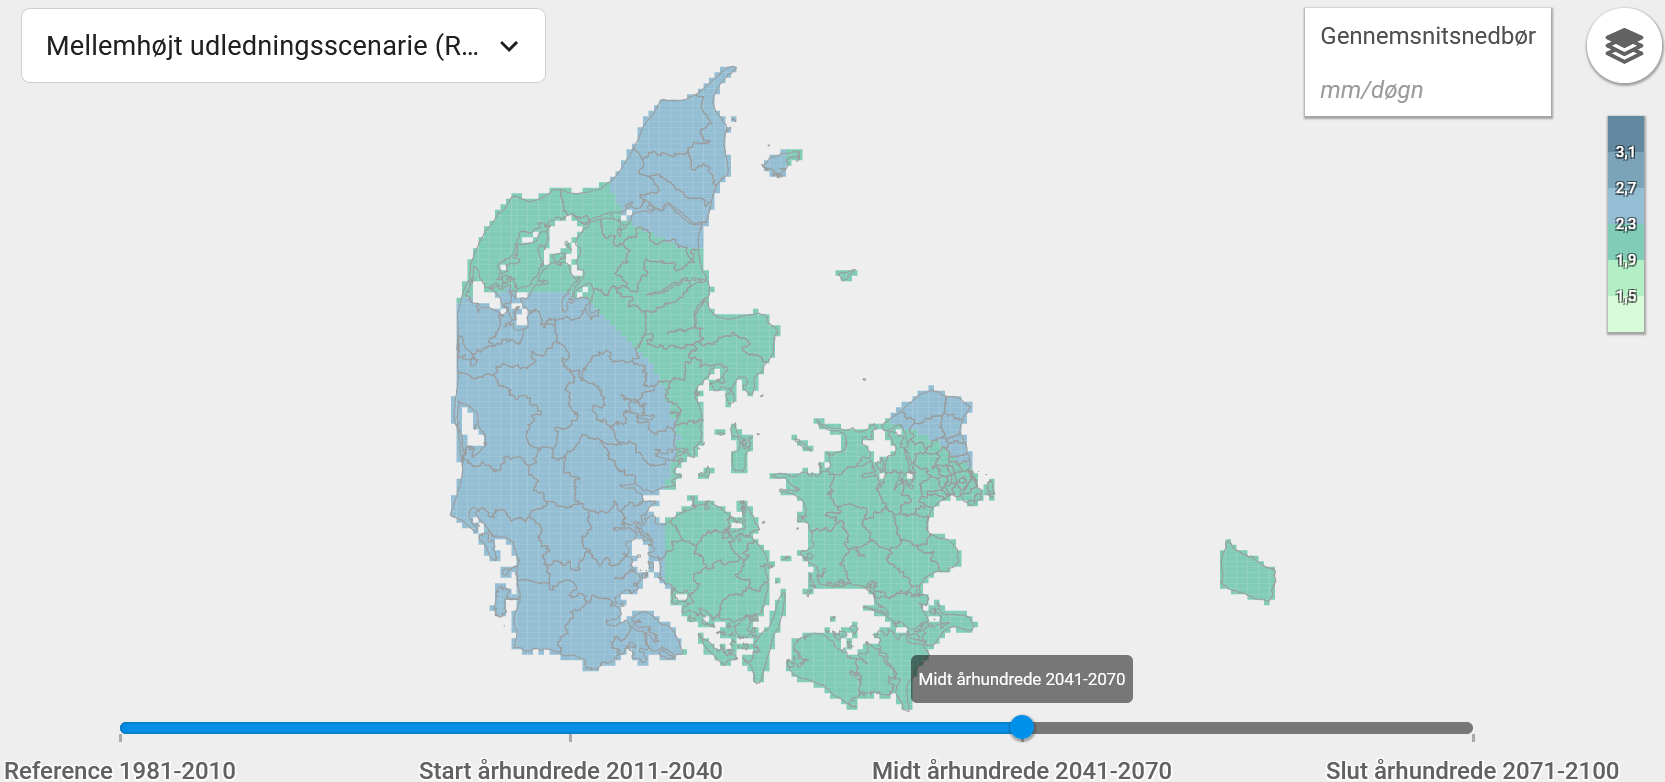 Mellemhøjt udledningsscenarie (R...
Gennemsnitsnedbør
mm/døgn
3,1
2,7
2,3
1,9
1,5
Midt århundrede 2041-2070
Reference 1981-2010
Start århundrede 2011-2040
Midt århundrede 2041-2070
Slut århundrede 2071-2100